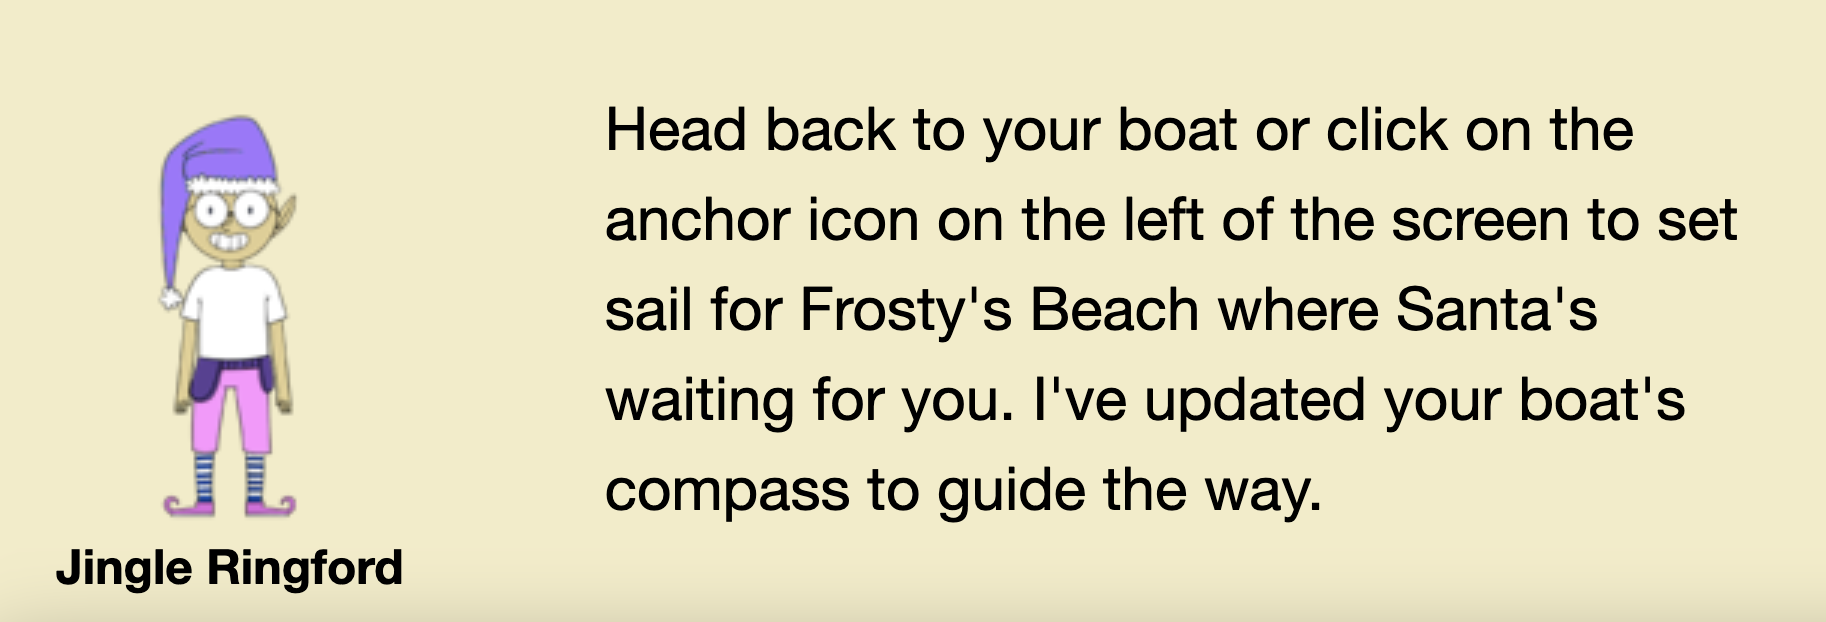 Head back to your boat or click on the
anchor icon on the left of the screen to set
sail for Frosty's Beach where Santa's
waiting for you. I've updated your boat's
compass to guide the way.
Jingle Ringford